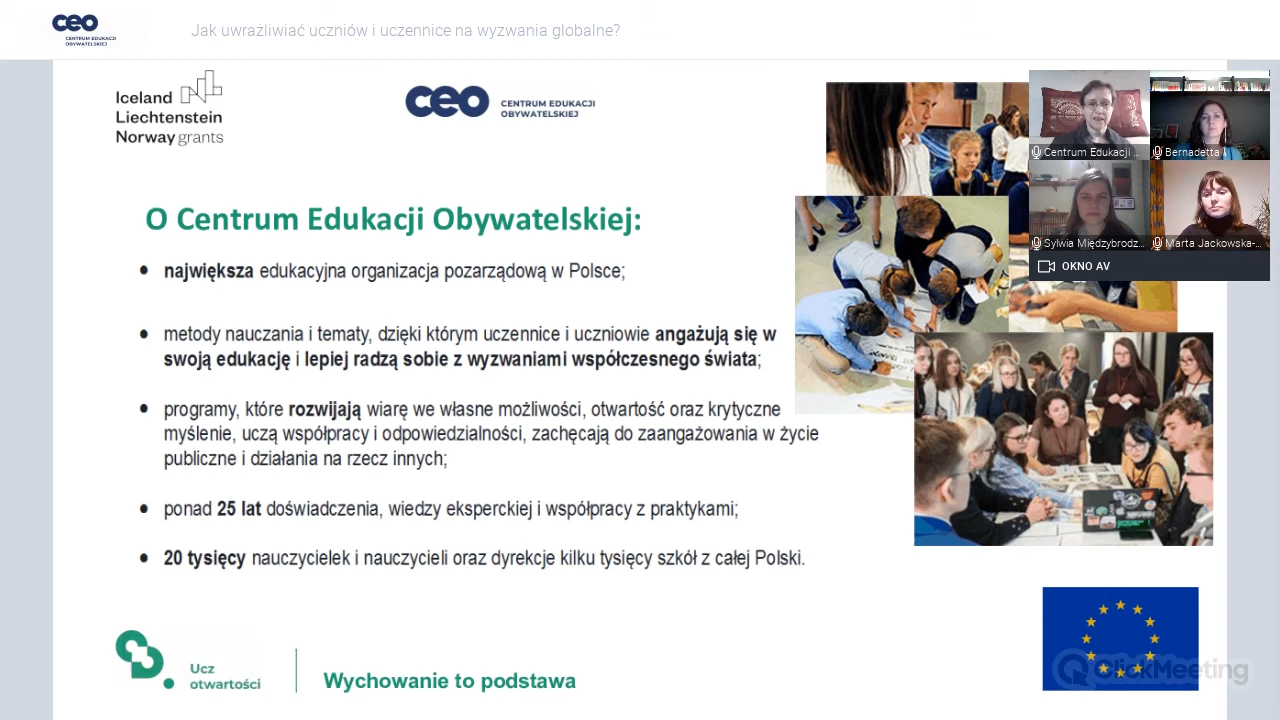 ceo
CENTRUM EDUKACJI
OBYWATELSKIEJ
Jak uwrażliwiać uczniów i uczennice na wyzwania globalne?
Iceland
Liechtenstein
Norway grants
ceo
CENTRUM EDUKACJI
OBYWATELSKIEJ
Centrum Edukacji ...
Bernadetta
Sylwia Międzybrodz...
Marta Jackowska-...
OKNO AV
O Centrum Edukacji Obywatelskiej:
• największa edukacyjna organizacja pozarządową w Polsce;
• metody nauczania i tematy, dzięki którym uczennice i uczniowie angażują się w
swoją edukację i lepiej radzą sobie z wyzwaniami współczesnego świata;
• programy, które rozwijają wiarę we własne możliwości, otwartość oraz krytyczne
myślenie, uczą współpracy i odpowiedzialności, zachęcają do zaangażowania w życie
publiczne i działania na rzecz innych;
• ponad 25 lat doświadczenia, wiedzy eksperckiej i współpracy z praktykami;
• 20 tysięcy nauczycielek i nauczycieli oraz dyrekcje kilku tysięcy szkół z całej Polski.
Ucz
otwartości
Wychowanie to podstawa
ClickMeeting